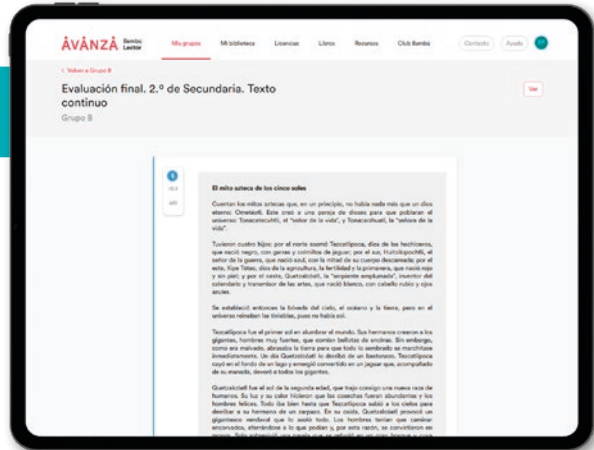 AVANZA Bambú Lector
Mis grupos Mi biblioteca Licencias Libros Recursos Club Bambú Contacto Ayuda
< Volver a Grupo B
Evaluación final. 2.º de Secundaria. Texto
continuo
Ver
Grupo B
El mito azteca de los cinco soles
Cuentan los mitos aztecas que, en un principio, no había nada más que un dios
eterno: Ometéotl. Este creó a una pareja de dioses para que poblaran el
universo: Tonacatecuhtli, el "señor de la vida", y Tonacacíhuatl, la "señora de la
vida".
Tuvieron cuatro hijos: por el norte asomó Tezcatlipoca, dios de los hechiceros,
que nació negro, con garras y colmillos de jaguar; por el sur, Huitzilopochtli, el
señor de la guerra, que nació azul, con la mitad de su cuerpo descarnada; por el
este, Xipe Tótec, dios de la agricultura, la fertilidad y la primavera, que nació rojo
y sin piel; y por el oeste, Quetzalcóatl, la "serpiente emplumada", inventor del
calendario y transmisor de las artes, que nació blanco, con cabello rubio y ojos
azules.
Se estableció entonces la bóveda del cielo, el océano y la tierra, pero en el
universo reinaban las tinieblas, pues no había sol.
Tezcatlipoca fue el primer sol en alumbrar el mundo. Sus hermanos crearon a los
gigantes, hombres muy fuertes, que comían bellotas de encinas. Sin embargo,
como era malvado, abrasaba la tierra para que todo lo sembrado se marchitase
inmediatamente. Un día Quetzalcóatl lo derribó de un bastonazo. Tezcatlipoca
cayó en el fondo de un lago y emergió convertido en un jaguar que, acompañado
de su manada, devoró a todos los gigantes.
Quetzalcóatl fue el sol de la segunda edad, que trajo consigo una nueva raza de
humanos. Su luz y su calor hicieron que las cosechas fueran abundantes y los
hombres felices. Todo iba bien hasta que Tezcatlipoca subió a los cielos para
derribar a su hermano de un zarpazo. En su caída, Quetzalcóatl provocó un
gigantesco vendaval que lo asoló todo. Los hombres tenían que caminar
encorvados, aferrándose a lo que podían y, por esta razón, se convirtieron en